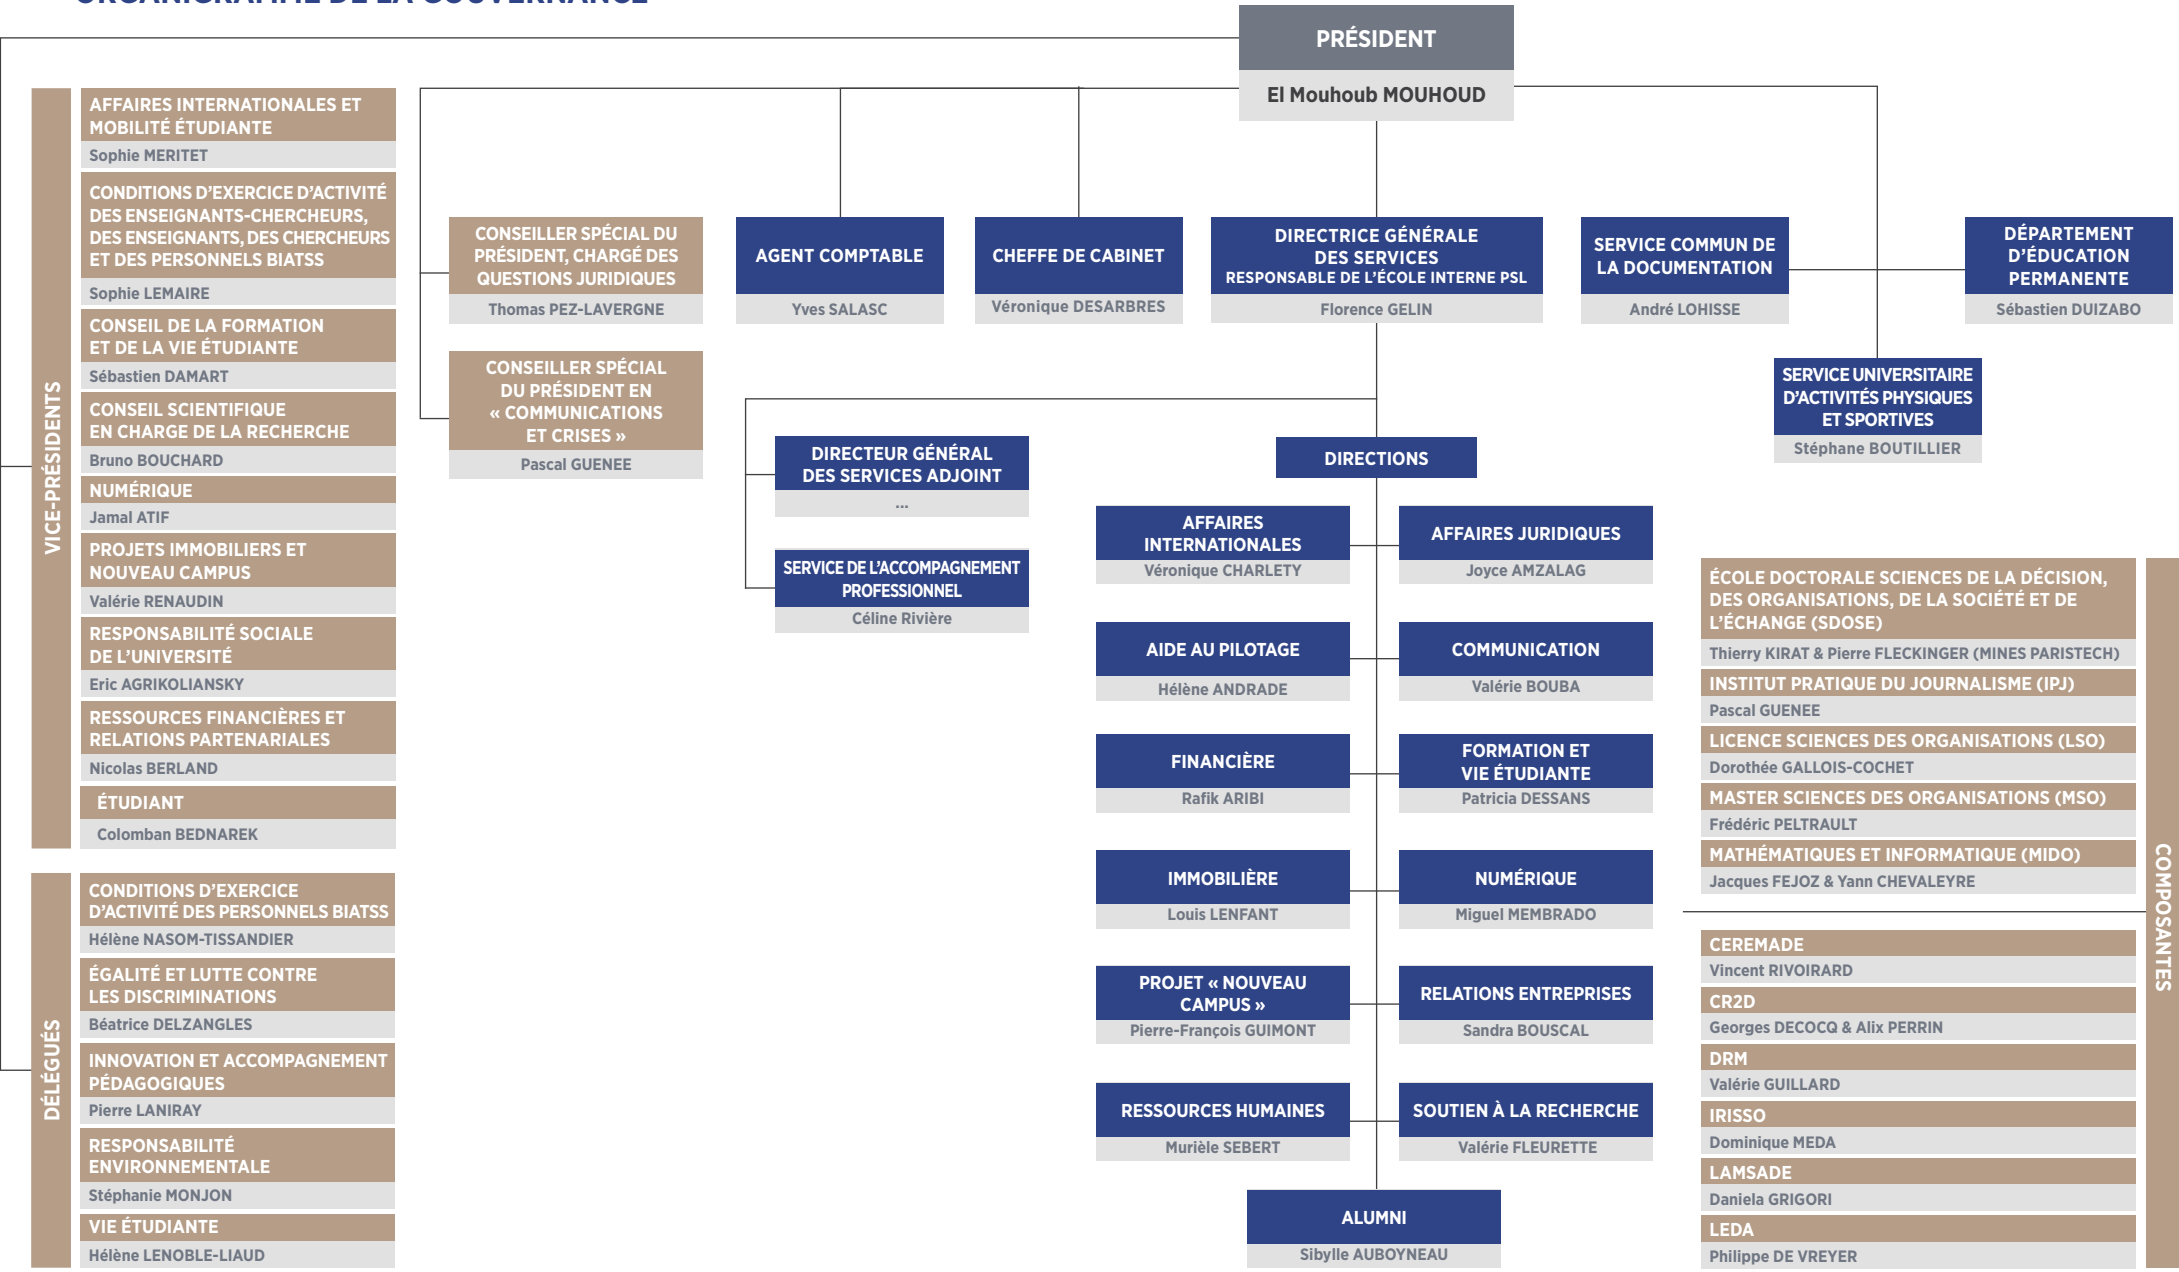 ORGANIGRAMME DE LA GOUVERNANCE
PRÉSIDENT
El Mouhoub MOUHOUD
VICE-PRÉSIDENTS
AFFAIRES INTERNATIONALES ET
MOBILITÉ ÉTUDIANTE
Sophie MERITET
CONDITIONS D'EXERCICE D'ACTIVITÉ
DES ENSEIGNANTS-CHERCHEURS,
DES ENSEIGNANTS, DES CHERCHEURS
ET DES PERSONNELS BIATSS
Sophie LEMAIRE
CONSEIL DE LA FORMATION
ET DE LA VIE ÉTUDIANTE
Sébastien DAMART
CONSEIL SCIENTIFIQUE
EN CHARGE DE LA RECHERCHE
Bruno BOUCHARD
NUMÉRIQUE
Jamal ATIF
PROJETS IMMOBILIERS ET
NOUVEAU CAMPUS
Valérie RENAUDIN
RESPONSABILITÉ SOCIALE
DE L'UNIVERSITÉ
Eric AGRIKOLIANSKY
RESSOURCES FINANCIÈRES ET
RELATIONS PARTENARIALES
Nicolas BERLAND
ÉTUDIANT
Colomban BEDNAREK
DÉLÉGUÉS
CONDITIONS D'EXERCICE
D'ACTIVITÉ DES PERSONNELS BIATSS
Hélène NASOM-TISSANDIER
ÉGALITÉ ET LUTTE CONTRE
LES DISCRIMINATIONS
Béatrice DELZANGLES
INNOVATION ET ACCOMPAGNEMENT
PÉDAGOGIQUES
Pierre LANIRAY
RESPONSABILITÉ
ENVIRONNEMENTALE
Stéphanie MONJON
VIE ÉTUDIANTE
Hélène LENOBLE-LIAUD
CONSEILLER SPÉCIAL DU
PRÉSIDENT, CHARGÉ DES
QUESTIONS JURIDIQUES
Thomas PEZ-LAVERGNE
CONSEILLER SPÉCIAL
DU PRÉSIDENT EN
« COMMUNICATIONS
ET CRISES »
Pascal GUENEE
AGENT COMPTABLE
Yves SALASC
CHEFFE DE CABINET
Véronique DESARBRES
DIRECTRICE GÉNÉRALE
DES SERVICES
RESPONSABLE DE L'ÉCOLE INTERNE PSL
Florence GELIN
SERVICE COMMUN DE
LA DOCUMENTATION
André LOHISSE
DÉPARTEMENT
D'ÉDUCATION
PERMANENTE
Sébastien DUIZABO
SERVICE UNIVERSITAIRE
D'ACTIVITÉS PHYSIQUES
ET SPORTIVES
Stéphane BOUTILLIER
DIRECTEUR GÉNÉRAL
DES SERVICES ADJOINT
...
SERVICE DE L'ACCOMPAGNEMENT
PROFESSIONNEL
Céline Rivière
DIRECTIONS
AFFAIRES
INTERNATIONALES
Véronique CHARLETY
AFFAIRES JURIDIQUES
Joyce AMZALAG
AIDE AU PILOTAGE
Hélène ANDRADE
COMMUNICATION
Valérie BOUBA
FINANCIÈRE
Rafik ARIBI
FORMATION ET
VIE ÉTUDIANTE
Patricia DESSANS
IMMOBILIÈRE
Louis LENFANT
NUMÉRIQUE
Miguel MEMBRADO
PROJET « NOUVEAU
CAMPUS »
Pierre-François GUIMONT
RELATIONS ENTREPRISES
Sandra BOUSCAL
RESSOURCES HUMAINES
Murièle SEBERT
SOUTIEN À LA RECHERCHE
Valérie FLEURETTE
ALUMNI
Sibylle AUBOYNEAU
COMPOSANTES
ÉCOLE DOCTORALE SCIENCES DE LA DÉCISION,
DES ORGANISATIONS, DE LA SOCIÉTÉ ET DE
L'ÉCHANGE (SDOSE)
Thierry KIRAT & Pierre FLECKINGER (MINES PARISTECH)
INSTITUT PRATIQUE DU JOURNALISME (IPJ)
Pascal GUENEE
LICENCE SCIENCES DES ORGANISATIONS (LSO)
Dorothée GALLOIS-COCHET
MASTER SCIENCES DES ORGANISATIONS (MSO)
Frédéric PELTRAULT
MATHÉMATIQUES ET INFORMATIQUE (MIDO)
Jacques FEJOZ & Yann CHEVALEYRE
CEREMADE
Vincent RIVOIRARD
CR2D
Georges DECOCQ & Alix PERRIN
DRM
Valérie GUILLARD
IRISSO
Dominique MEDA
LAMSADE
Daniela GRIGORI
LEDA
Philippe DE VREYER